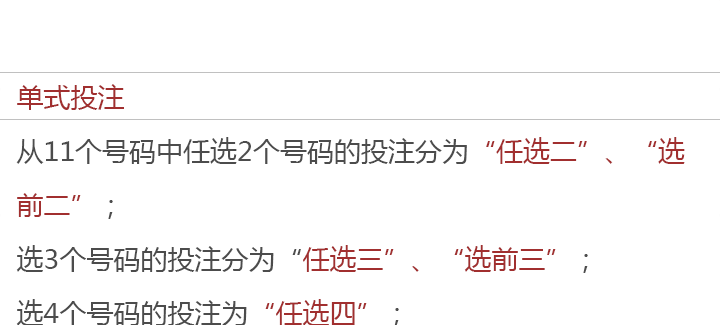 单式投注
从11个号码中任选2个号码的投注分为“任选二”、“选
前二”；
选3个号码的投注分为“任选三”、“选前三”；
选4个号码的投注为“任选四”；